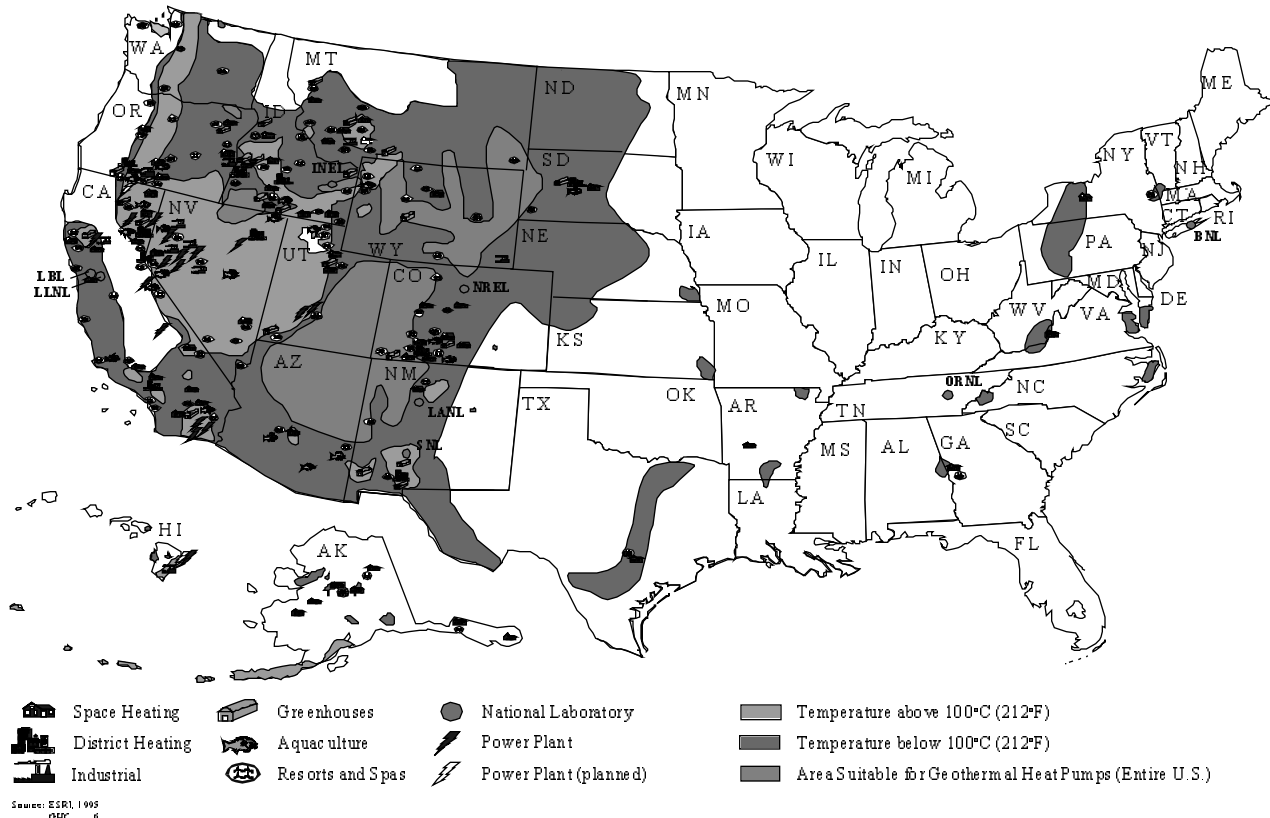 WA
MT
ND
MN
ME
OR
ID
VT
NY
WI
NH
SD
MI
INEL
MA
CA
NV
CT
RI
BNL
NE
IA
UT
WY
PA
NJ
CO
IL
IN
OH
LBL
LLNL
NREL
MD
DE
MO
WV
VA
KS
KY
AZ
NM
ORNL
NC
OK
TX
LANL
AR
TN
SC
SNL
MS
AL
GA
LA
HI
AK
FL
Space Heating
Greenhouses
National Laboratory
Temperature above 100°C (212°F)
District Heating
Aquaculture
Power Plant
Temperature below 100°C (212°F)
Industrial
Resorts and Spas
Power Plant (planned)
Area Suitable for Geothermal Heat Pumps (Entire U.S.)
Source: ESRI, 1995